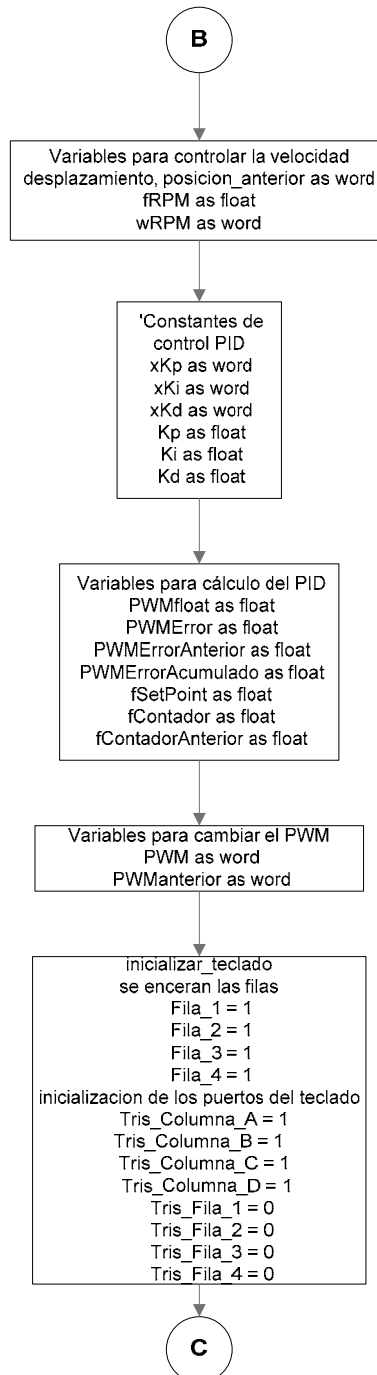 B
Variables para controlar la velocidad
desplazamiento, posicion_anterior as word
fRPM as float
wRPM as word
'Constantes de
control PID
xKp as word
xKi as word
xKd as word
Kp as float
Ki as float
Kd as float
Variables para cálculo del PID
PWMfloat as float
PWMError as float
PWMErrorAnterior as float
PWMErrorAcumulado as float
fSetPoint as float
fContador as float
fContadorAnterior as float
Variables para cambiar el PWM
PWM as word
PWManterior as word
inicializar_teclado
se enceran las filas
Fila_1 = 1
Fila_2 = 1
Fila_3 = 1
Fila_4 = 1
inicializacion de los puertos del teclado
Tris_Columna_A = 1
Tris_Columna_B = 1
Tris_Columna_C = 1
Tris_Columna_D = 1
Tris_Fila_1 = 0
Tris_Fila_2 = 0
Tris_Fila_3 = 0
Tris_Fila_4 = 0
C